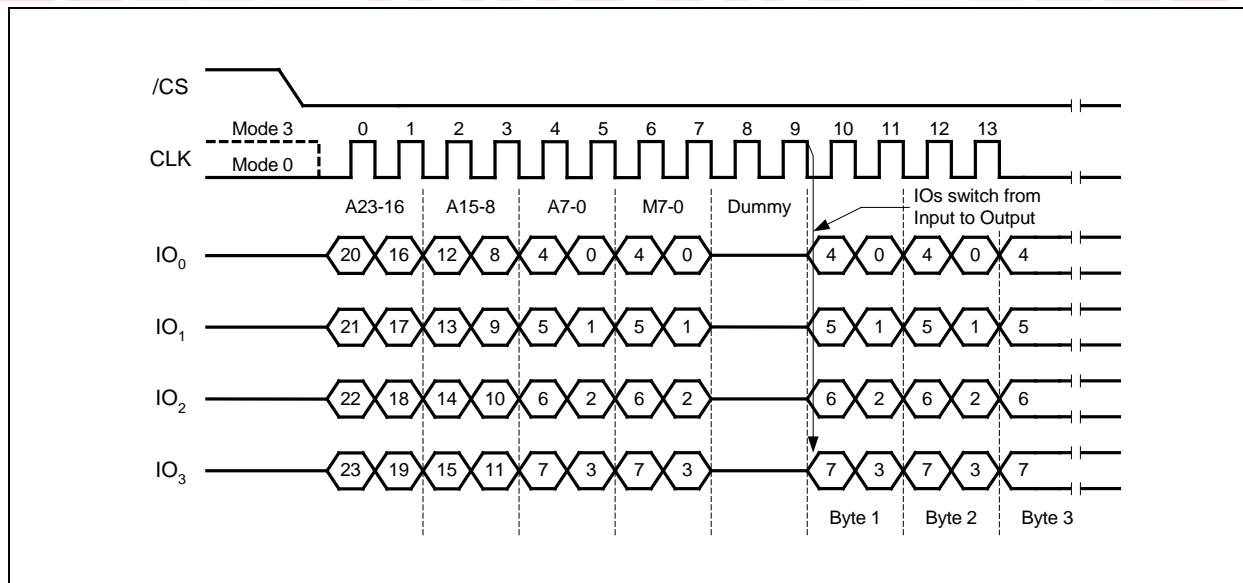 /CS
Mode 3
0 1 2 3 4 5 6 7 8 9 10 11 12 13
CLK
Mode 0
A23-16 A15-8 A7-0 M7-0 Dummy
IOs switch from
Input to Output
IO0 20 16 12 8 4 0 4 0 4 0 4 0 4
IO1 21 17 13 9 5 1 5 1 5 1 5 1 5
IO2 22 18 14 10 6 2 6 2 6 2 6 2 6
IO3 23 19 15 11 7 3 7 3 7 3 7 3 7
Byte 1 Byte 2 Byte 3